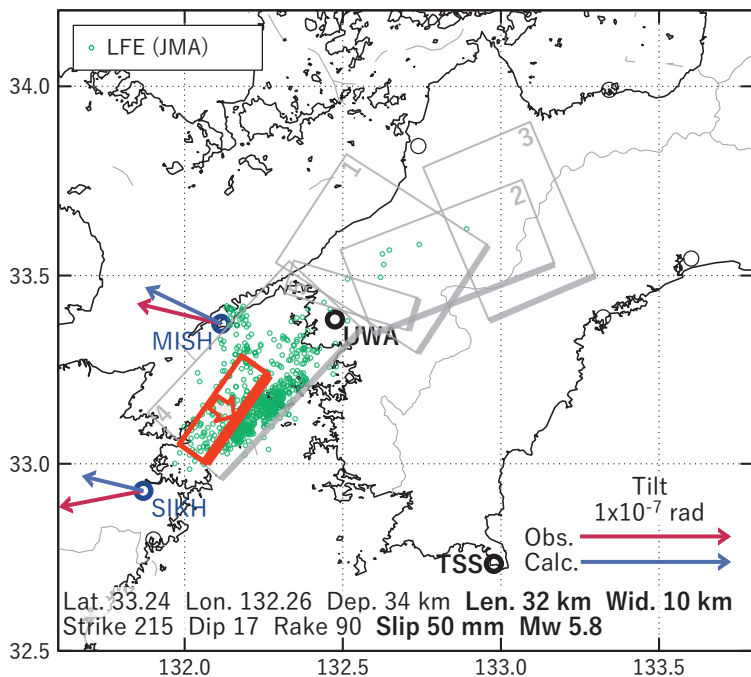 LFE (JMA)
34.0
33.5
33.0
32.5
132.0
132.5
133.0
133.5
1
2
3
4
MISH
UWA
SIKH
TSS
Tilt
1x10⁻⁷ rad
Obs.
Calc.
Lat. 33.24 Lon. 132.26 Dep. 34 km Len. 32 km Wid. 10 km
Strike 215 Dip 17 Rake 90 Slip 50 mm Mw 5.8